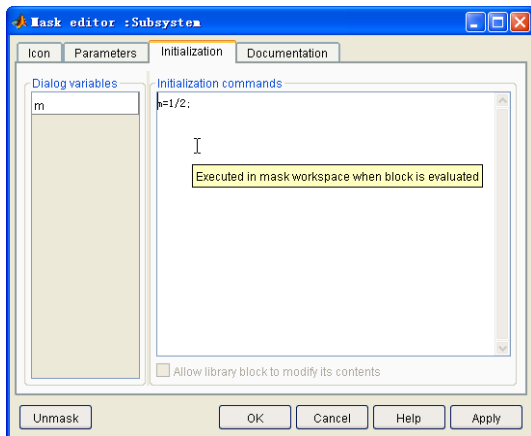 Mask editor :Subsystem
Icon Parameters Initialization Documentation
Dialog variables Initialization commands
m m=1/2;
Executed in mask workspace when block is evaluated
Allow library block to modify its contents
Unmask OK Cancel Help Apply